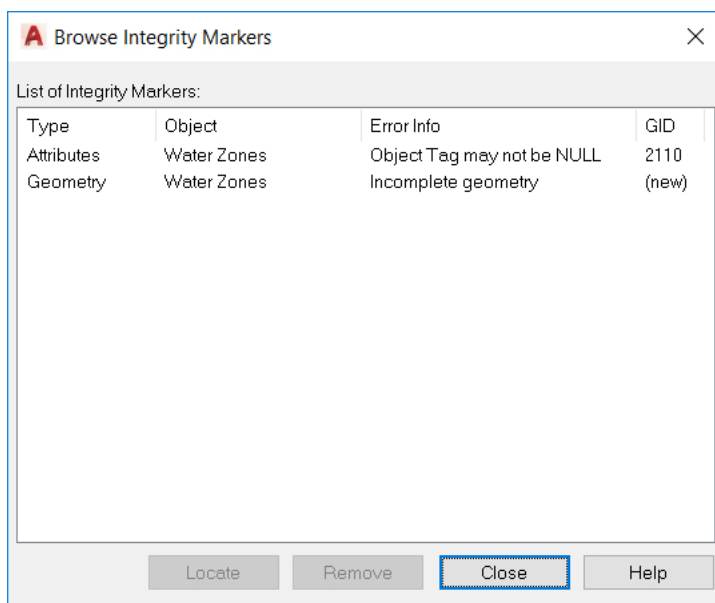 Browse Integrity Markers
List of Integrity Markers:
Type Object Error Info GID
Attributes Water Zones Object Tag may not be NULL 2110
Geometry Water Zones Incomplete geometry (new)
Locate Remove Close Help